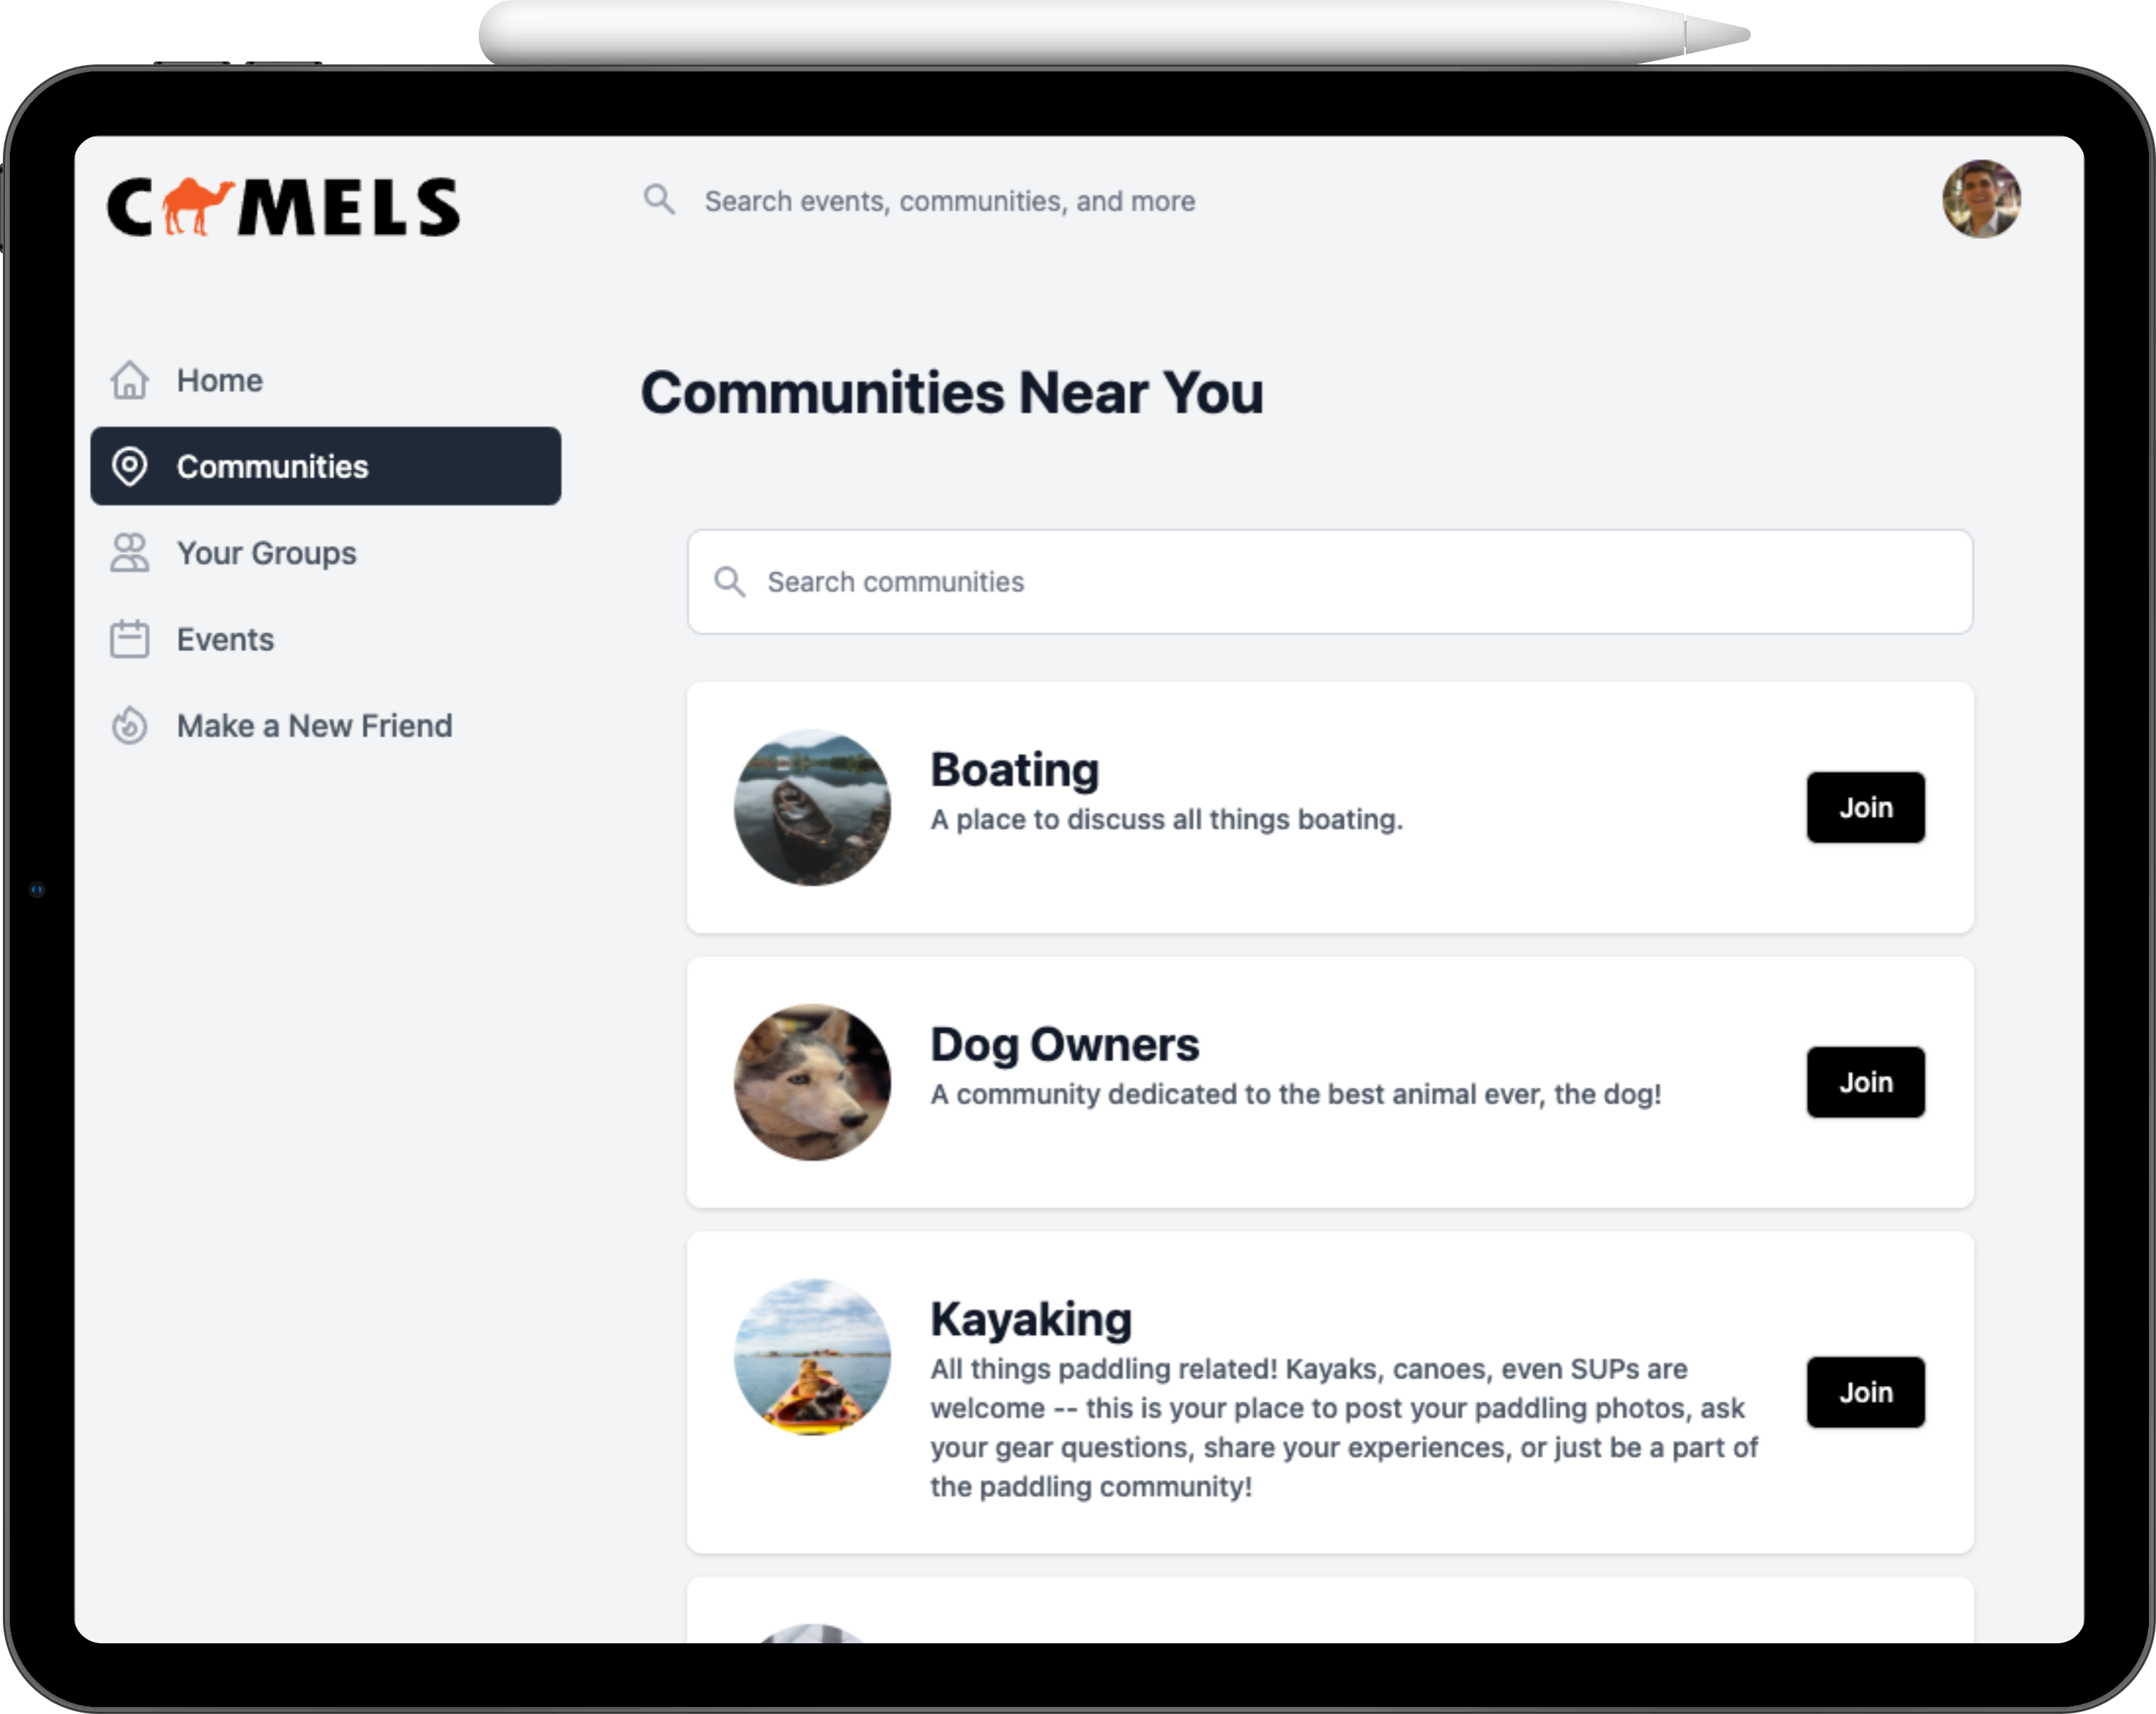 CAMELS
Search events, communities, and more
Home
Communities
Your Groups
Events
Make a New Friend
Communities Near You
Search communities
Boating
A place to discuss all things boating.
Join
Dog Owners
A community dedicated to the best animal ever, the dog!
Join
Kayaking
All things paddling related! Kayaks, canoes, even SUPs are
welcome -- this is your place to post your paddling photos, ask
your gear questions, share your experiences, or just be a part of
the paddling community!
Join